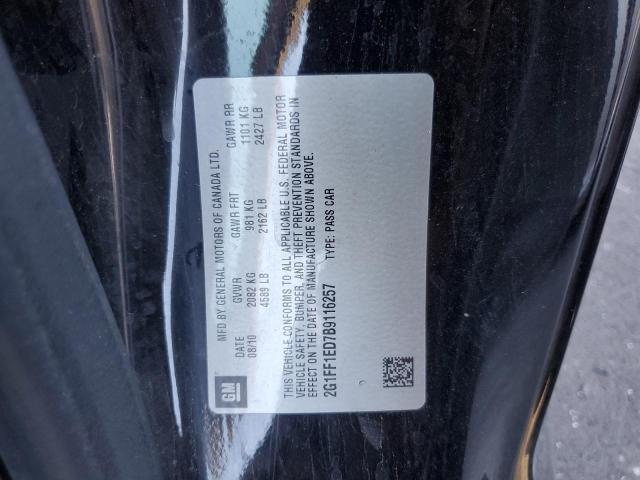 MFD BY GENERAL MOTORS OF CANADA LTD.
DATE GVWR GAWR FRT GAWR RR
08/10 2082 KG 981 KG 1101 KG
4589 LB 2162 LB 2427 LB
THIS VEHICLE CONFORMS TO ALL APPLICABLE U.S. FEDERAL MOTOR
VEHICLE SAFETY, BUMPER, AND THEFT PREVENTION STANDARDS IN
EFFECT ON THE DATE OF MANUFACTURE SHOWN ABOVE.
2G1FF1ED7B9116257 TYPE: PASS CAR
GM